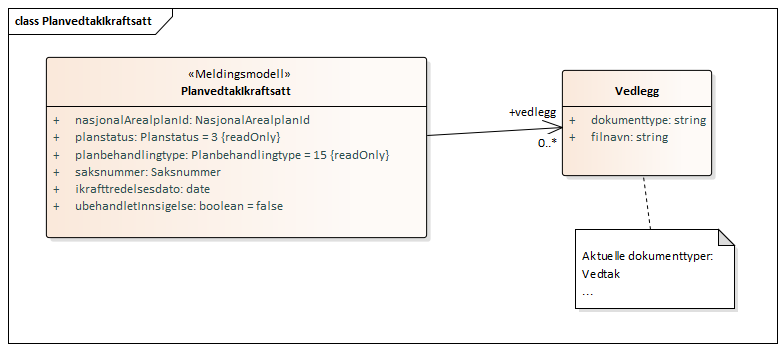 class PlanvedtakIkraftsatt
«Meldingsmodell»
PlanvedtakIkraftsatt
+ nasjonalArealplanId: NasjonalArealplanId
+ planstatus: Planstatus = 3 {readOnly}
+ planbehandlingtype: Planbehandlingtype = 15 {readOnly}
+ saksnummer: Saksnummer
+ ikrafttredelsesdato: date
+ ubehandletInnsigelse: boolean = false
+vedlegg
0..*
Vedlegg
+ dokumenttype: string
+ filnavn: string
Aktuelle dokumenttyper:
Vedtak
...